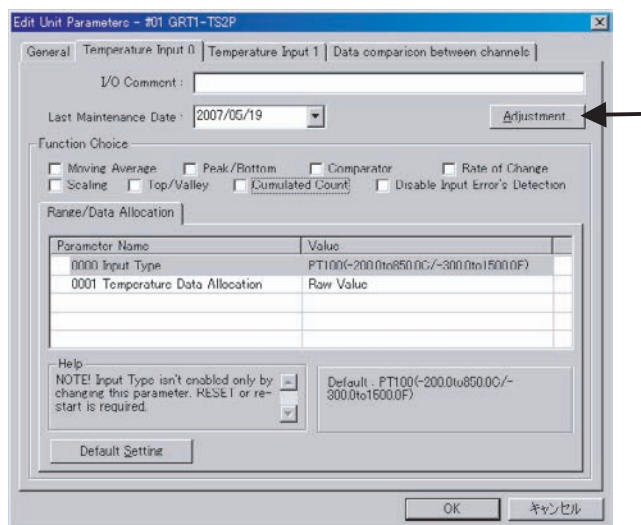 Edit Unit Parameters - #01 GRT1-TS2P
General Temperature Input 0 Temperature Input 1 Data comparison between channels
I/O Comment :
Last Maintenance Date : 2007/05/19 Adjustment...
Function Choice
Moving Average Peak/Bottom Comparator Rate of Change
Scaling Top/Valley Cumulated Count Disable Input Error's Detection
Range/Data Allocation
Parameter Name Value
0000 Input Type PT100(-200.0to850.0C/-300.0to1500.0F)
0001 Temperature Data Allocation Raw Value
Help
NOTE! Input Type isn't enabled only by
changing this parameter. RESET or re-
start is required.
Default : PT100(-200.0to850.0C/-
300.0to1500.0F)
Default Setting
OK キャンセル